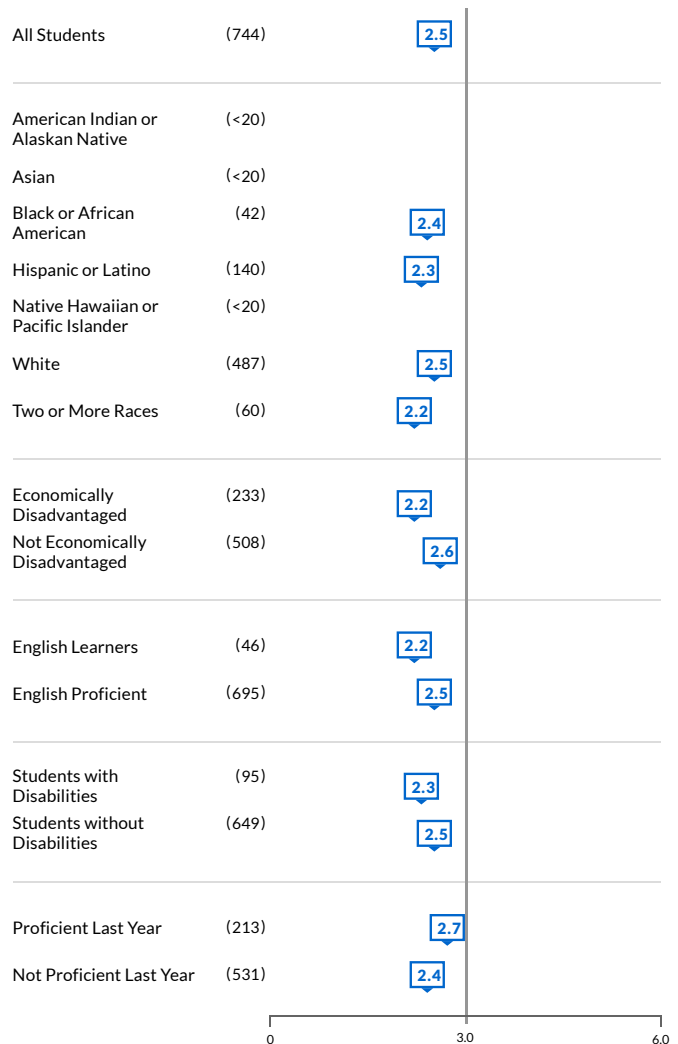 All Students (744) 2.5
American Indian or
Alaskan Native (<20)
Asian (<20)
Black or African
American (42) 2.4
Hispanic or Latino (140) 2.3
Native Hawaiian or
Pacific Islander (<20)
White (487) 2.5
Two or More Races (60) 2.2
Economically
Disadvantaged (233) 2.2
Not Economically
Disadvantaged (508) 2.6
English Learners (46) 2.2
English Proficient (695) 2.5
Students with
Disabilities (95) 2.3
Students without
Disabilities (649) 2.5
Proficient Last Year (213) 2.7
Not Proficient Last Year (531) 2.4
0 3.0 6.0